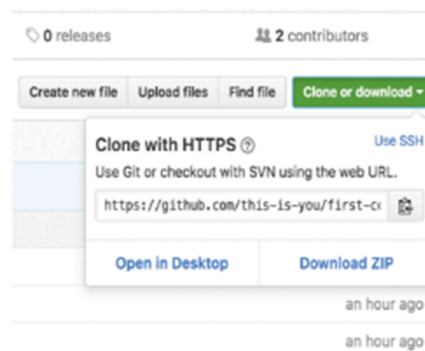 0 releases 2 contributors
Create new file Upload files Find file Clone or download
Clone with HTTPS Use SSH
Use Git or checkout with SVN using the web URL.
https://github.com/this-is-you/first-co
Open in Desktop Download ZIP
an hour ago
an hour ago